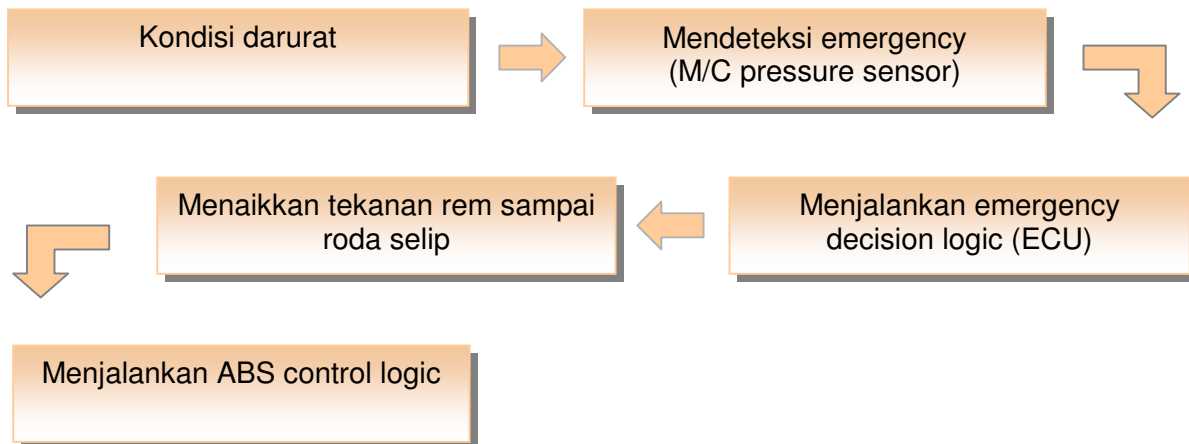 Kondisi darurat
Mendeteksi emergency
(M/C pressure sensor)
Menjalankan emergency
decision logic (ECU)
Menaikkan tekanan rem sampai
roda selip
Menjalankan ABS control logic